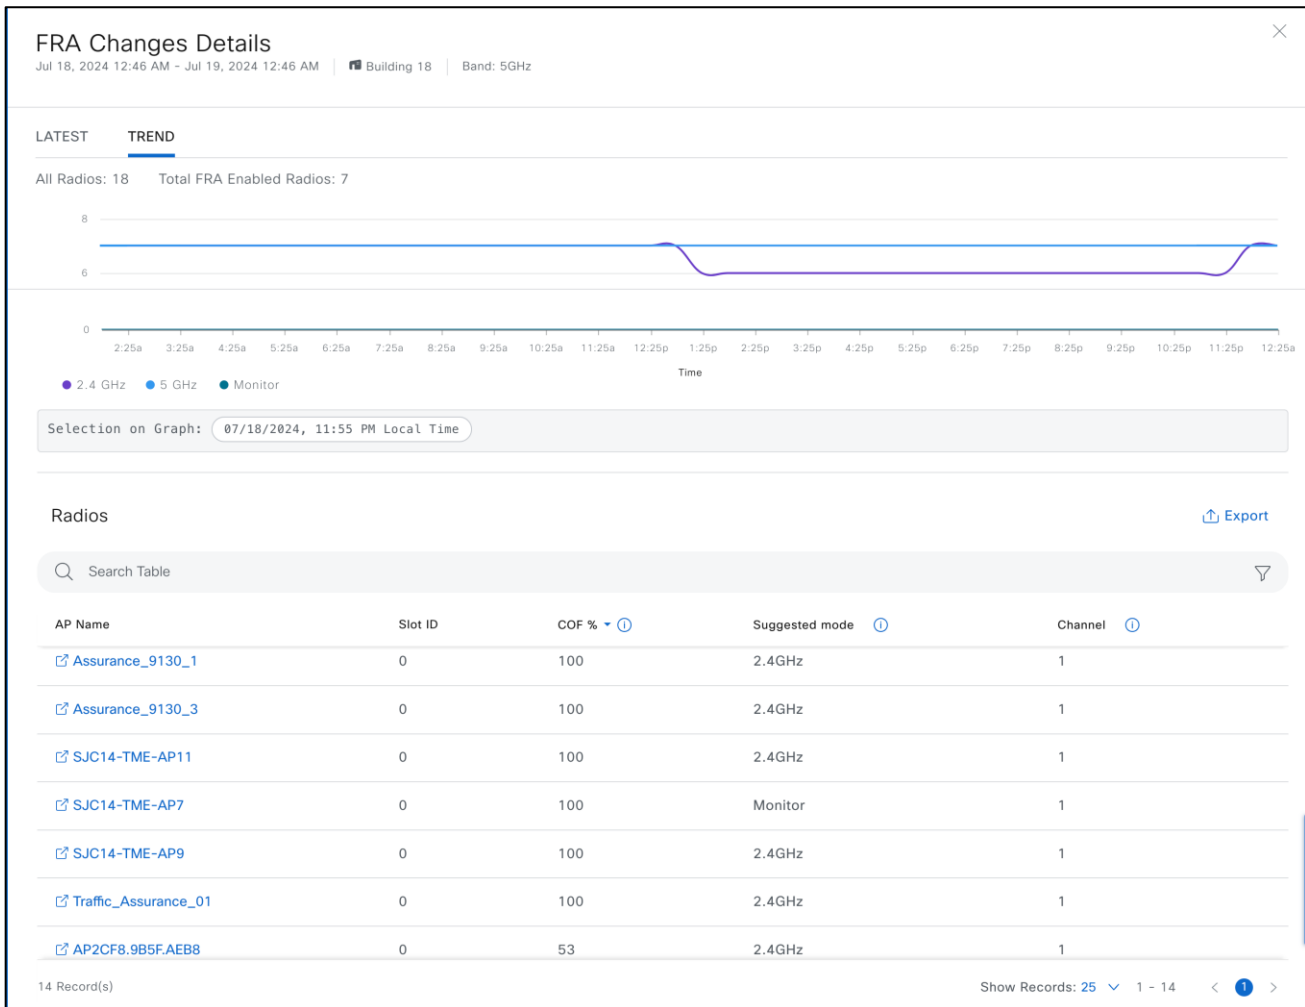 FRA Changes Details
Jul 18, 2024 12:46 AM - Jul 19, 2024 12:46 AM Building 18 Band: 5GHz
LATEST TREND
All Radios: 18 Total FRA Enabled Radios: 7
8
6
0
2:25a 3:25a 4:25a 5:25a 6:25a 7:25a 8:25a 9:25a 10:25a 11:25a 12:25p 1:25p 2:25p 3:25p 4:25p 5:25p 6:25p 7:25p 8:25p 9:25p 10:25p 11:25p 12:25a
Time
2.4 GHz 5 GHz Monitor
Selection on Graph: 07/18/2024, 11:55 PM Local Time
Radios Export
Search Table
AP Name Slot ID COF % Suggested mode Channel
Assurance_9130_1 0 100 2.4GHz 1
Assurance_9130_3 0 100 2.4GHz 1
SJC14-TME-AP11 0 100 2.4GHz 1
SJC14-TME-AP7 0 100 Monitor 1
SJC14-TME-AP9 0 100 2.4GHz 1
Traffic_Assurance_01 0 100 2.4GHz 1
AP2CF8.9B5F.AEB8 0 53 2.4GHz 1
14 Record(s) Show Records: 25 1 - 14 1